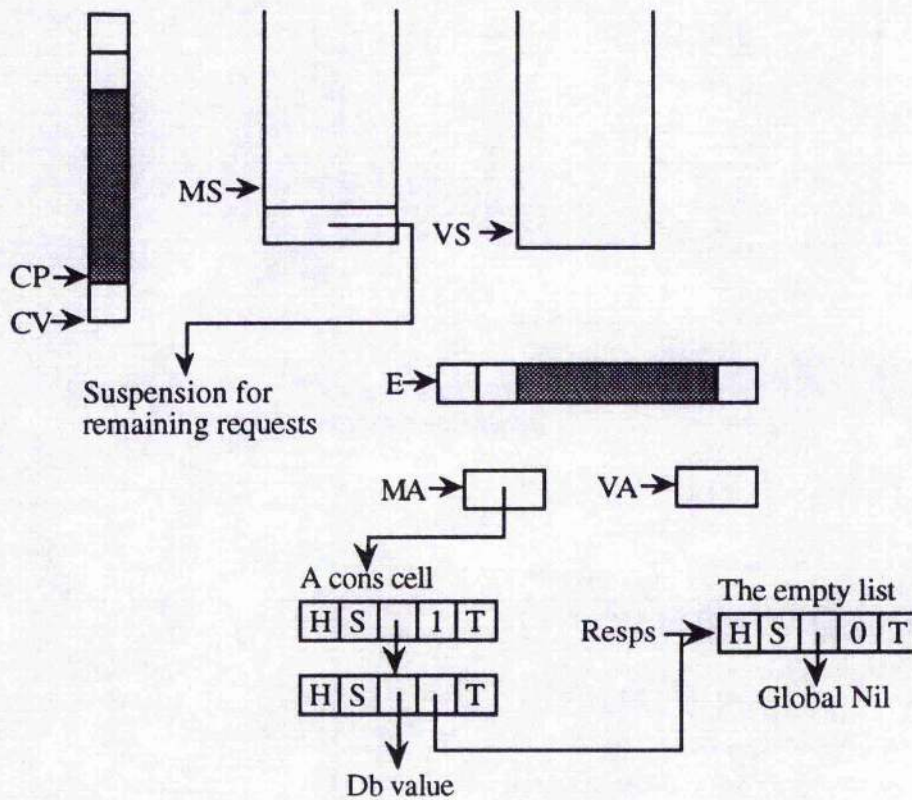 MS
VS
CP
CV
Suspension for
remaining requests
E
MA
VA
A cons cell
H S 1 T
H S T
Db value
Resps
The empty list
H S 0 T
Global Nil